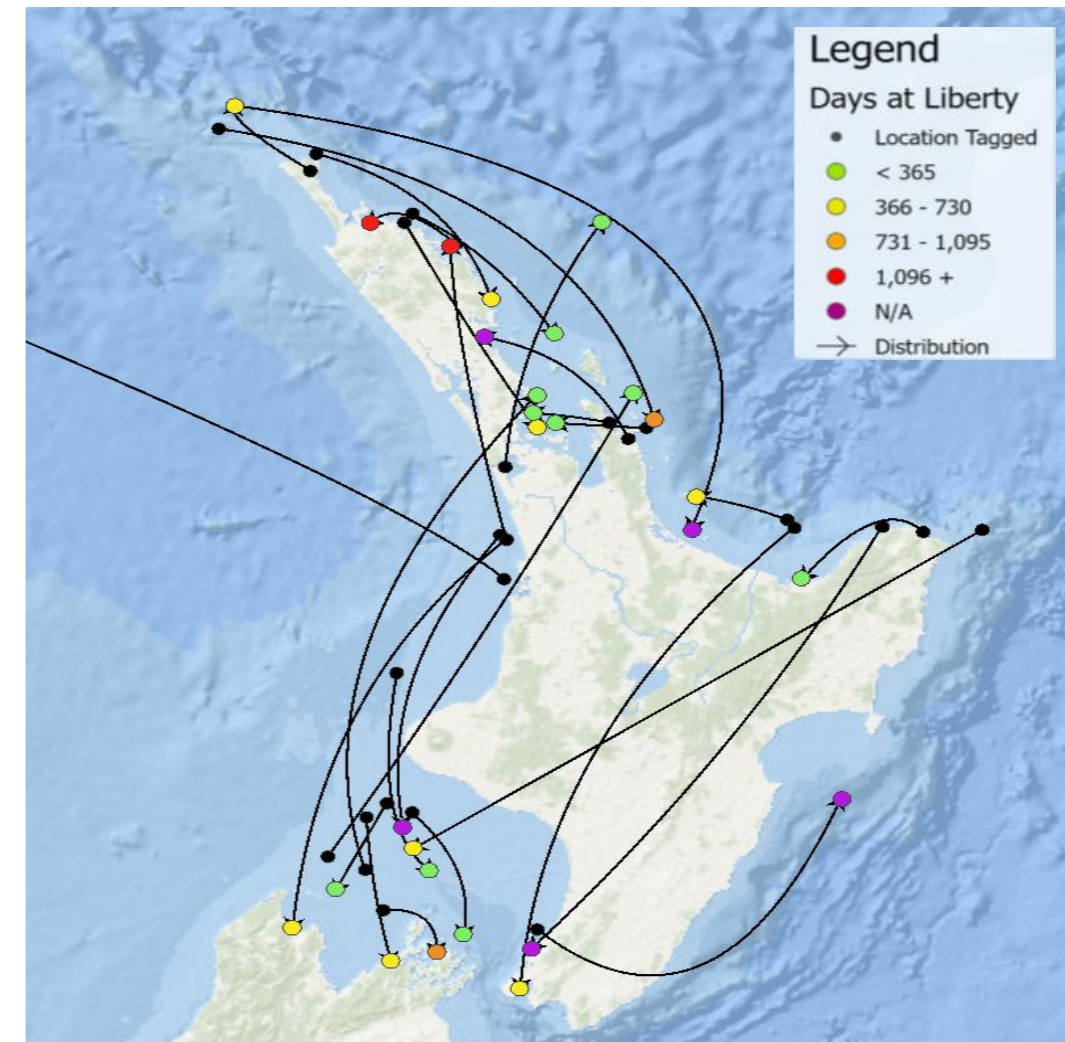 Legend
Days at Liberty
Location Tagged
< 365
366 - 730
731 - 1,095
1,096 +
N/A
Distribution